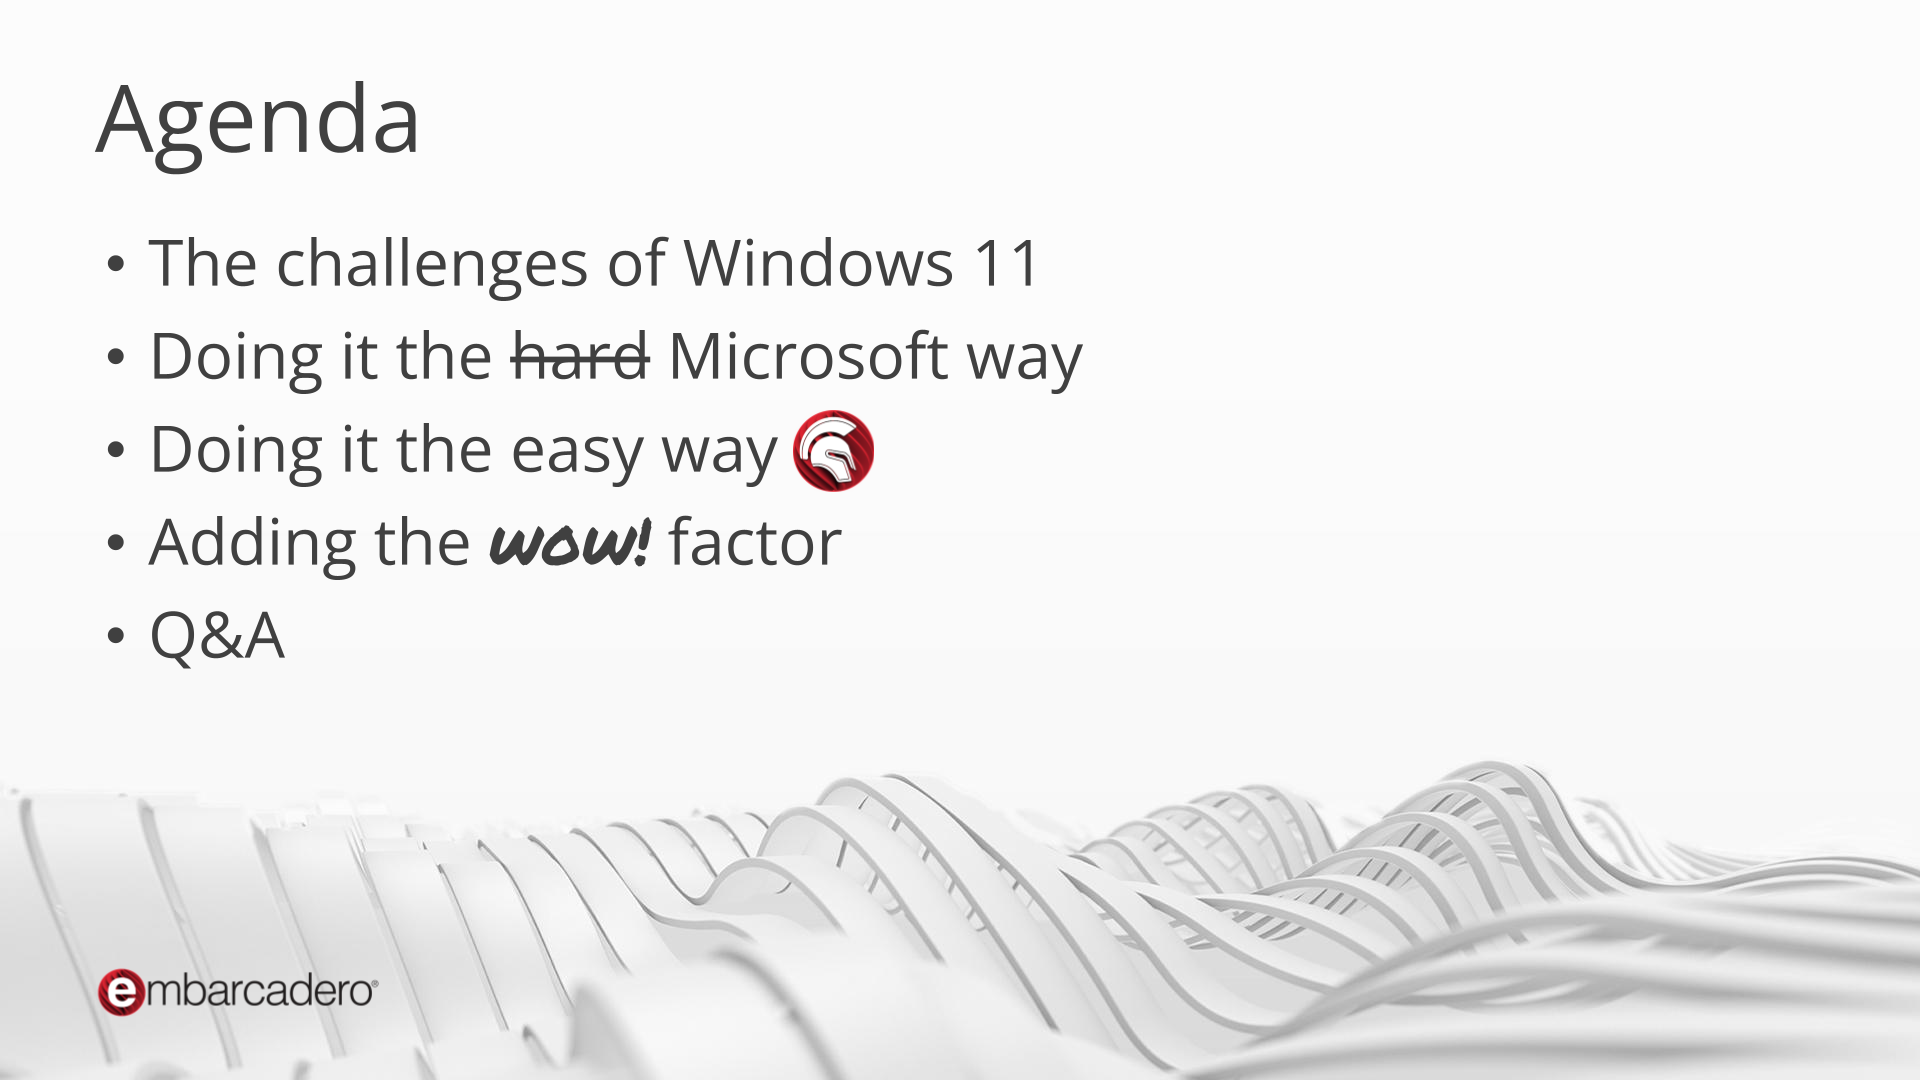 Agenda
• The challenges of Windows 11
• Doing it the hard Microsoft way
• Doing it the easy way
• Adding the wow! factor
• Q&A
embarcadero®